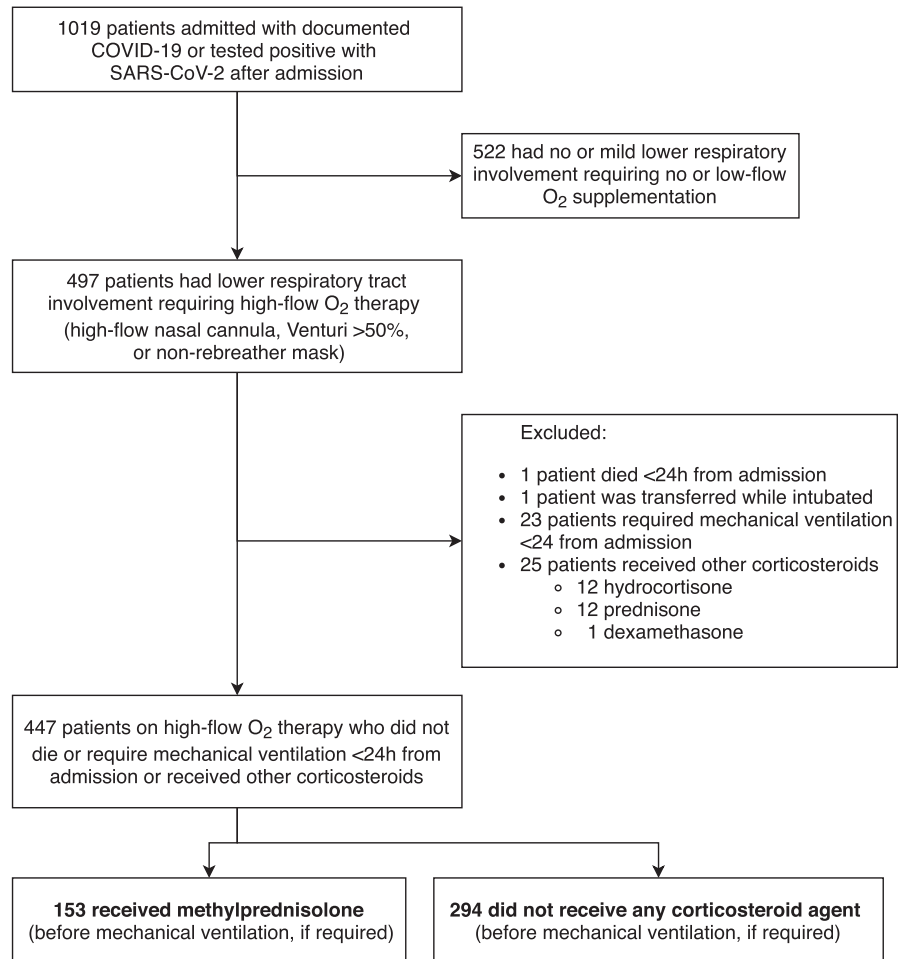 1019 patients admitted with documented
COVID-19 or tested positive with
SARS-CoV-2 after admission
522 had no or mild lower respiratory
involvement requiring no or low-flow
O2 supplementation
497 patients had lower respiratory tract
involvement requiring high-flow O2 therapy
(high-flow nasal cannula, Venturi >50%,
or non-rebreather mask)
Excluded:
• 1 patient died <24h from admission
• 1 patient was transferred while intubated
• 23 patients required mechanical ventilation
<24 from admission
• 25 patients received other corticosteroids
○ 12 hydrocortisone
○ 12 prednisone
○ 1 dexamethasone
447 patients on high-flow O2 therapy who did not
die or require mechanical ventilation <24h from
admission or received other corticosteroids
153 received methylprednisolone
(before mechanical ventilation, if required)
294 did not receive any corticosteroid agent
(before mechanical ventilation, if required)